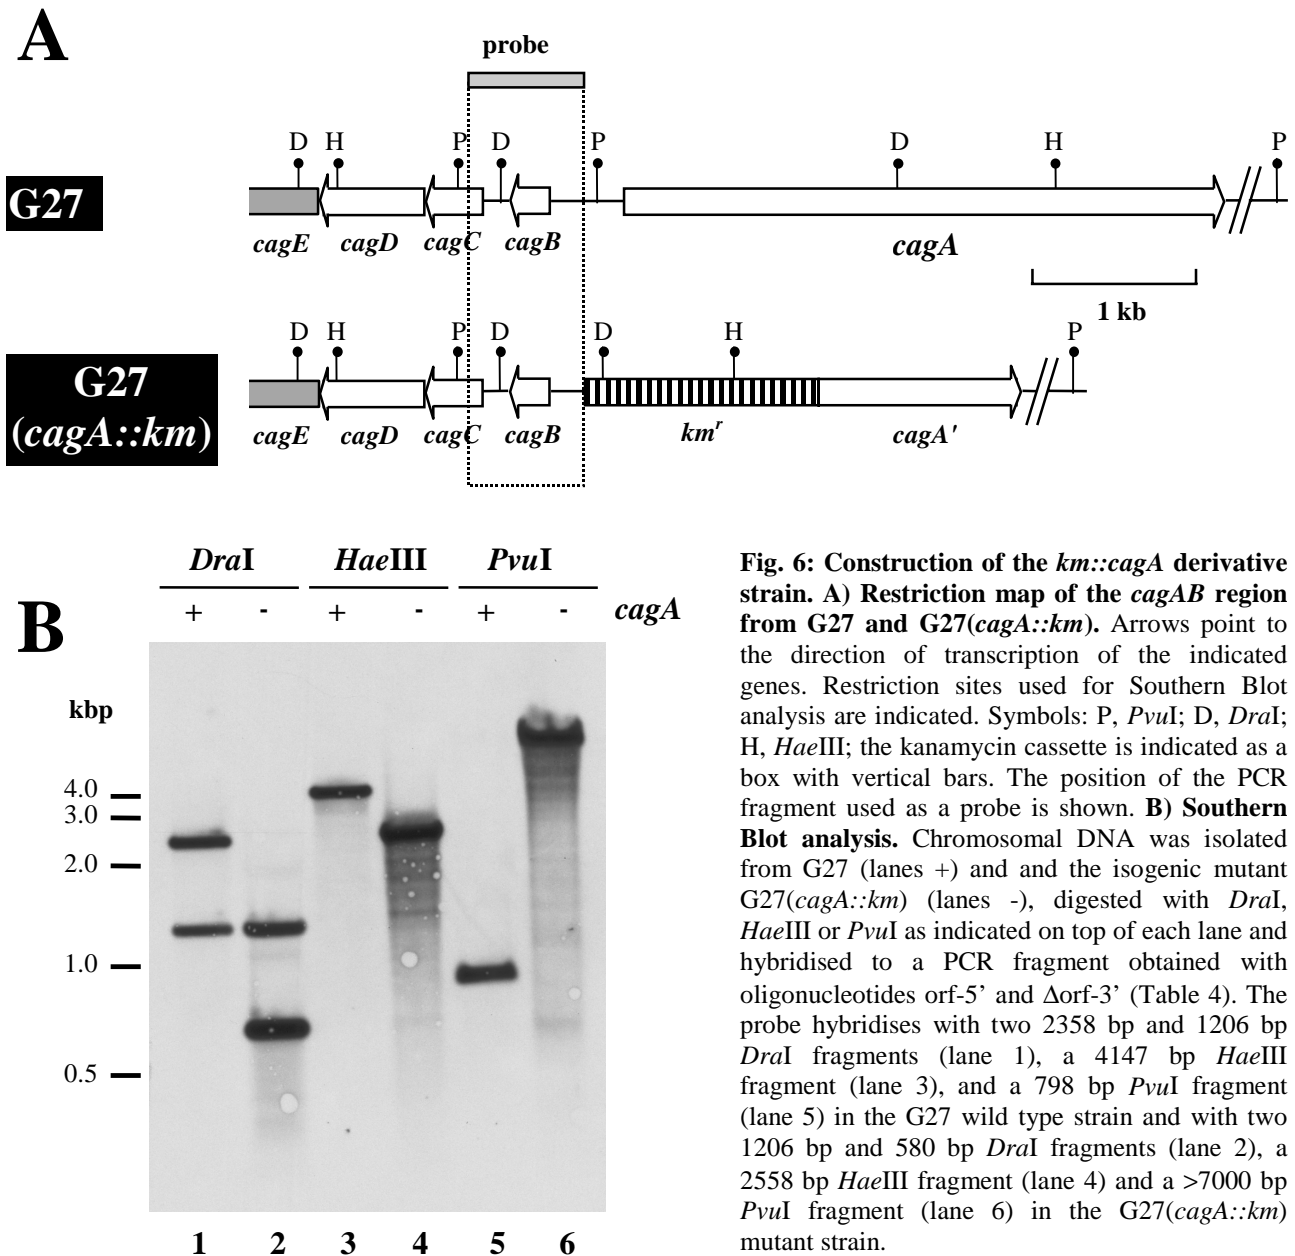 A
probe
D H P D P D H P
G27
cagE cagD cagC cagB cagA
1 kb
D H P D D H P
G27
(cagA::km)
cagE cagD cagC cagB kmʳ cagA'
DraI HaeIII PvuI
+ - + - + - cagA
B
kbp
4.0
3.0
2.0
1.0
0.5
1 2 3 4 5 6
Fig. 6: Construction of the km::cagA derivative
strain. A) Restriction map of the cagAB region
from G27 and G27(cagA::km). Arrows point to
the direction of transcription of the indicated
genes. Restriction sites used for Southern Blot
analysis are indicated. Symbols: P, PvuI; D, DraI;
H, HaeIII; the kanamycin cassette is indicated as a
box with vertical bars. The position of the PCR
fragment used as a probe is shown. B) Southern
Blot analysis. Chromosomal DNA was isolated
from G27 (lanes +) and and the isogenic mutant
G27(cagA::km) (lanes -), digested with DraI,
HaeIII or PvuI as indicated on top of each lane and
hybridised to a PCR fragment obtained with
oligonucleotides orf-5’ and Δorf-3’ (Table 4). The
probe hybridises with two 2358 bp and 1206 bp
DraI fragments (lane 1), a 4147 bp HaeIII
fragment (lane 3), and a 798 bp PvuI fragment
(lane 5) in the G27 wild type strain and with two
1206 bp and 580 bp DraI fragments (lane 2), a
2558 bp HaeIII fragment (lane 4) and a >7000 bp
PvuI fragment (lane 6) in the G27(cagA::km)
mutant strain.